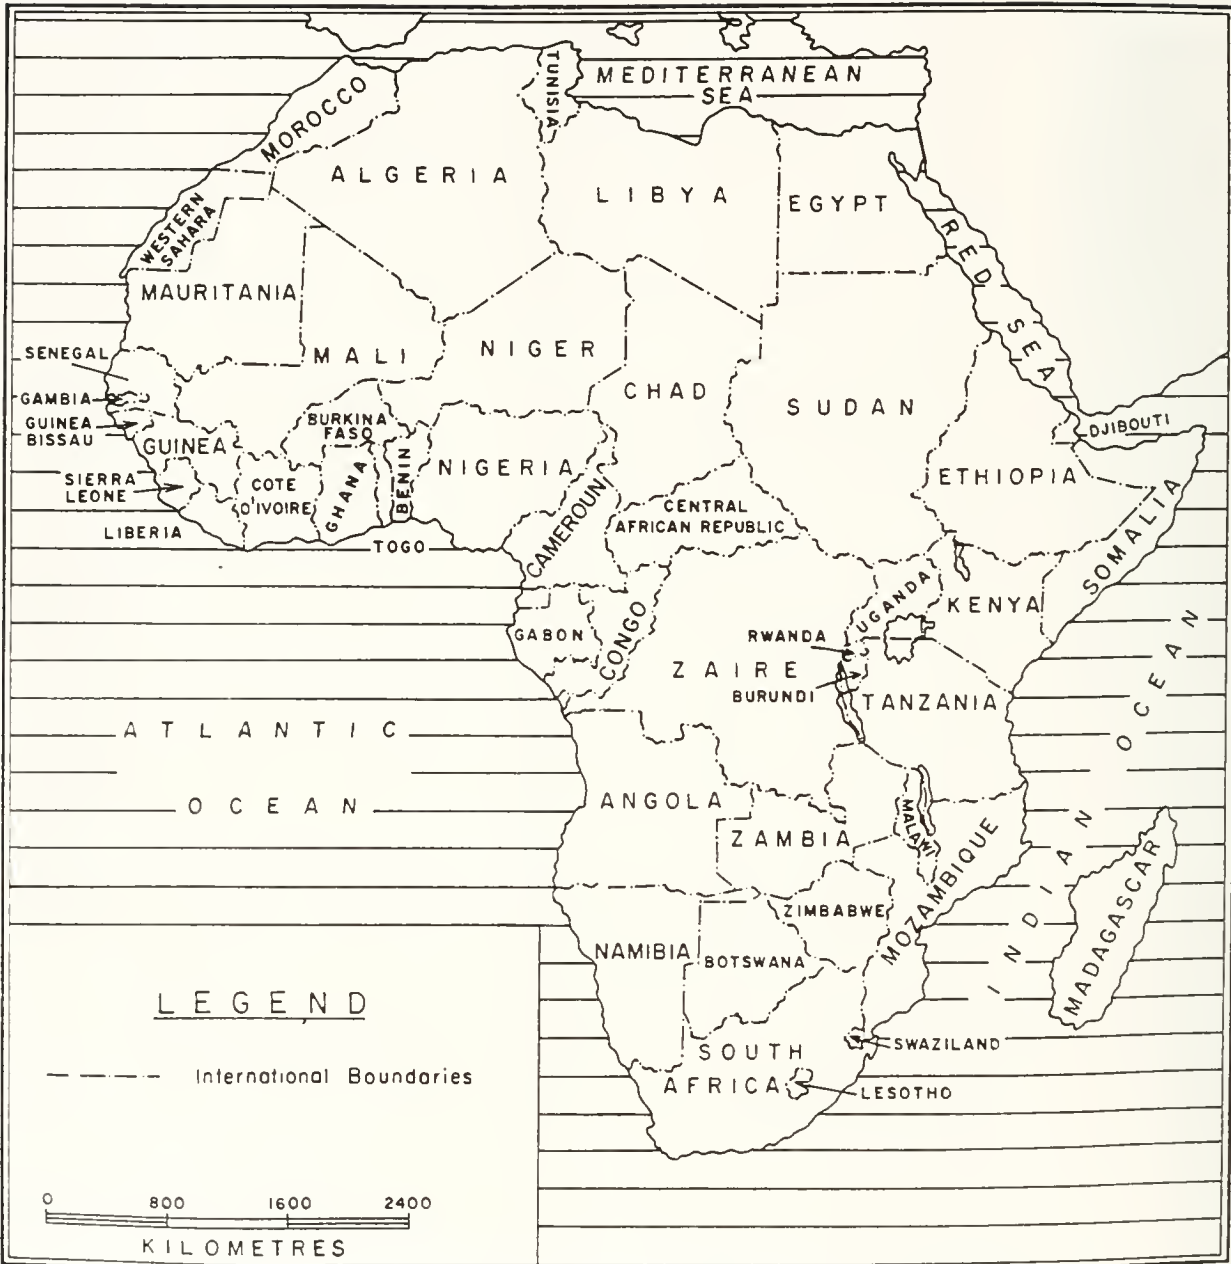 MEDITERRANEAN
SEA
TUNISIA
MOROCCO
ALGERIA
LIBYA
EGYPT
WESTERN
SAHARA
RED SEA
MAURITANIA
MALI
NIGER
CHAD
SUDAN
SENEGAL
GAMBIA
GUINEA
BISSAU
GUINEA
BURKINA
FASO
DJIBOUTI
SIERRA
LEONE
COTE
D'IVOIRE
GHANA
BENIN
NIGERIA
ETHIOPIA
SOMALIA
CENTRAL
AFRICAN REPUBLIC
LIBERIA
TOGO
CAMEROUN
UGANDA
KENYA
GABON
CONGO
RWANDA
ZAIRE
BURUNDI
TANZANIA
ATLANTIC
OCEAN
INDIAN OCEAN
ANGOLA
ZAMBIA
MALAWI
MOZAMBIQUE
MADAGASCAR
ZIMBABWE
NAMIBIA
BOTSWANA
SWAZILAND
SOUTH
AFRICA
LESOTHO
LEGEND
International Boundaries
0 800 1600 2400
KILOMETRES